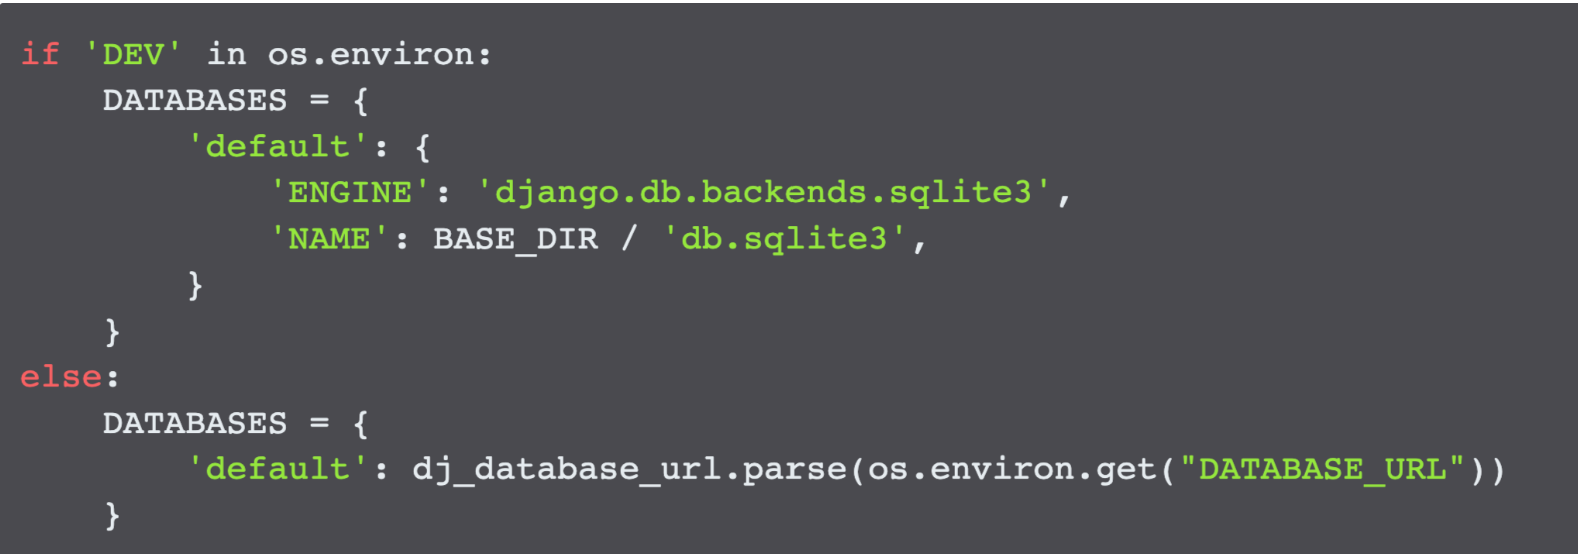 if 'DEV' in os.environ:
    DATABASES = {
        'default': {
            'ENGINE': 'django.db.backends.sqlite3',
            'NAME': BASE_DIR / 'db.sqlite3',
        }
    }
else:
    DATABASES = {
        'default': dj_database_url.parse(os.environ.get("DATABASE_URL"))
    }